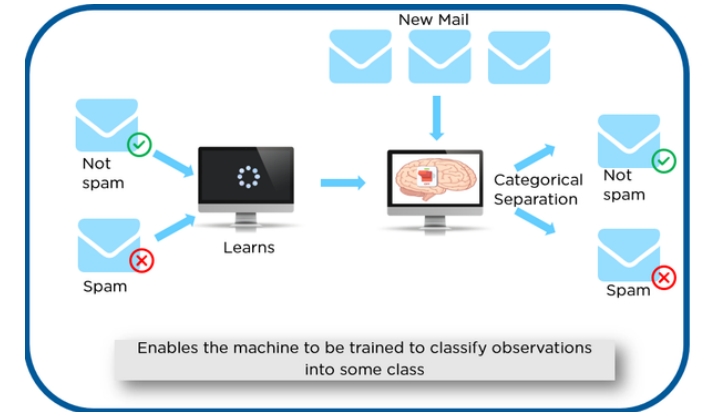 New Mail
Not
spam
Learns
Spam
Categorical
Separation
Not
spam
Spam
Enables the machine to be trained to classify observations
into some class